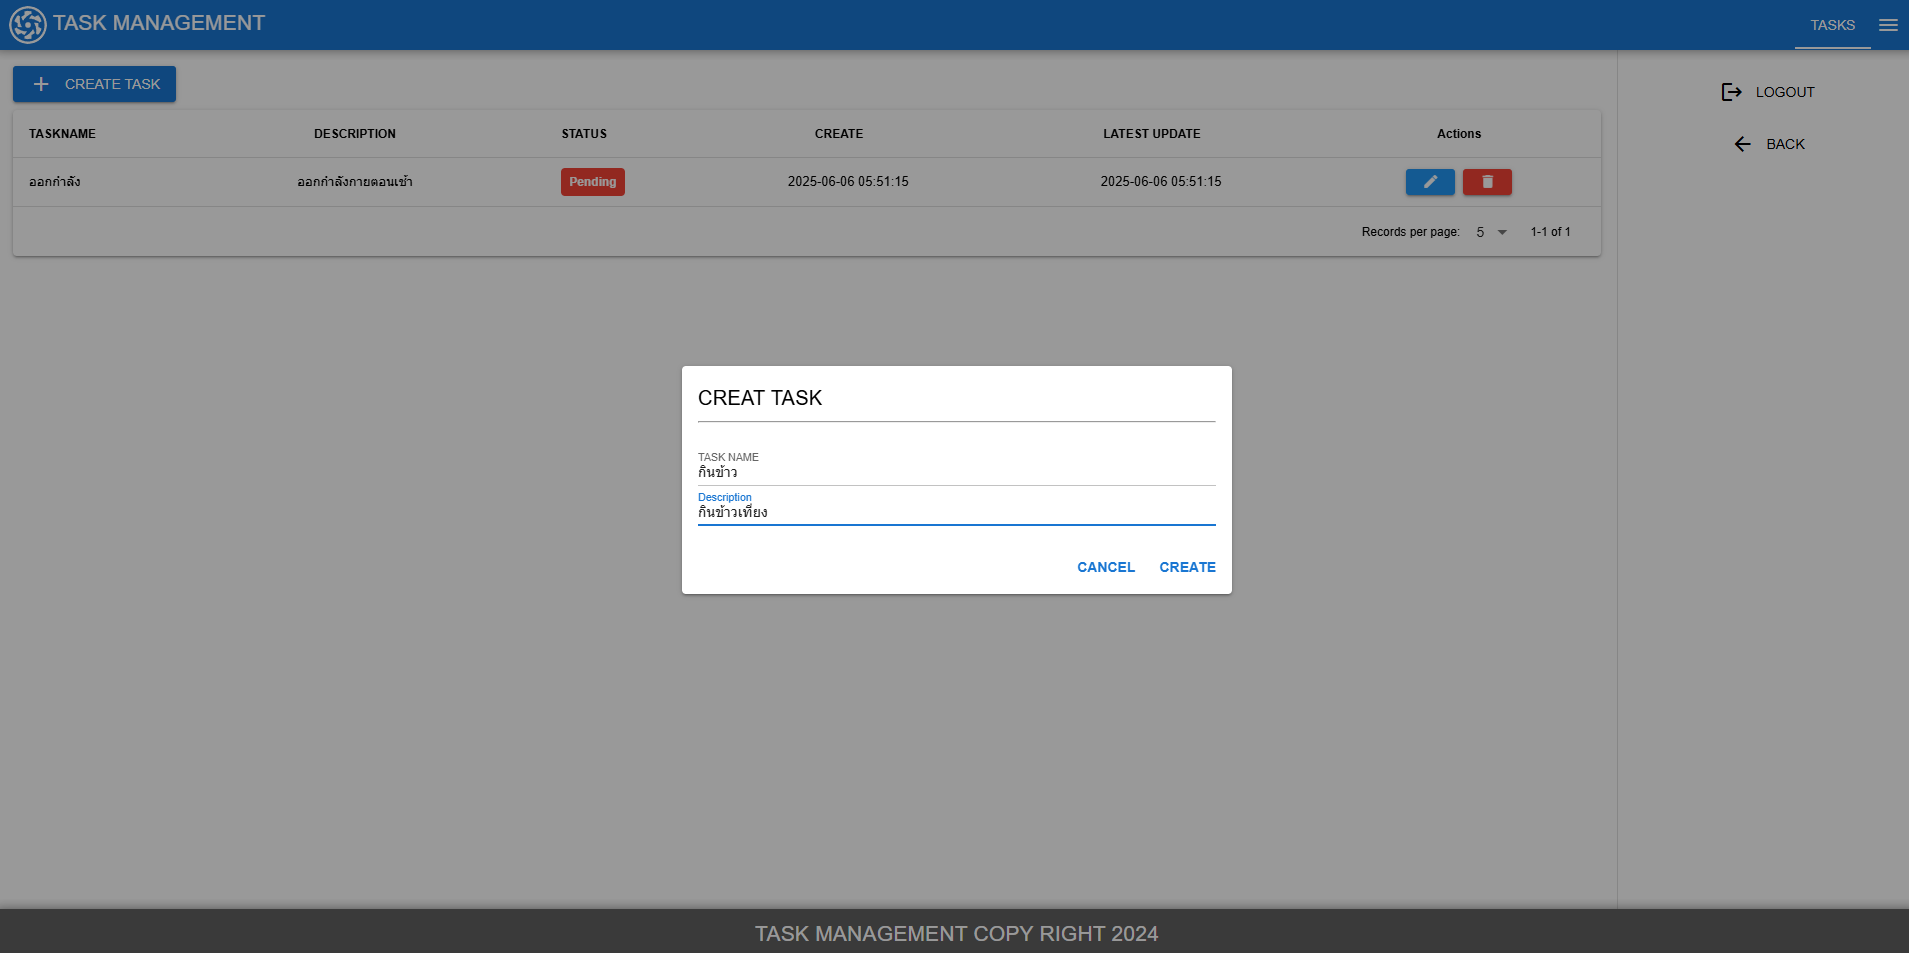 TASK MANAGEMENT
TASKS
CREATE TASK
LOGOUT
BACK
TASKNAME DESCRIPTION STATUS CREATE LATEST UPDATE Actions
ออกกำลัง ออกกำลังกายตอนเช้า Pending 2025-06-06 05:51:15 2025-06-06 05:51:15
Records per page: 5 1-1 of 1
CREAT TASK
TASK NAME
กินข้าว
Description
กินข้าวเที่ยง
CANCEL CREATE
TASK MANAGEMENT COPY RIGHT 2024